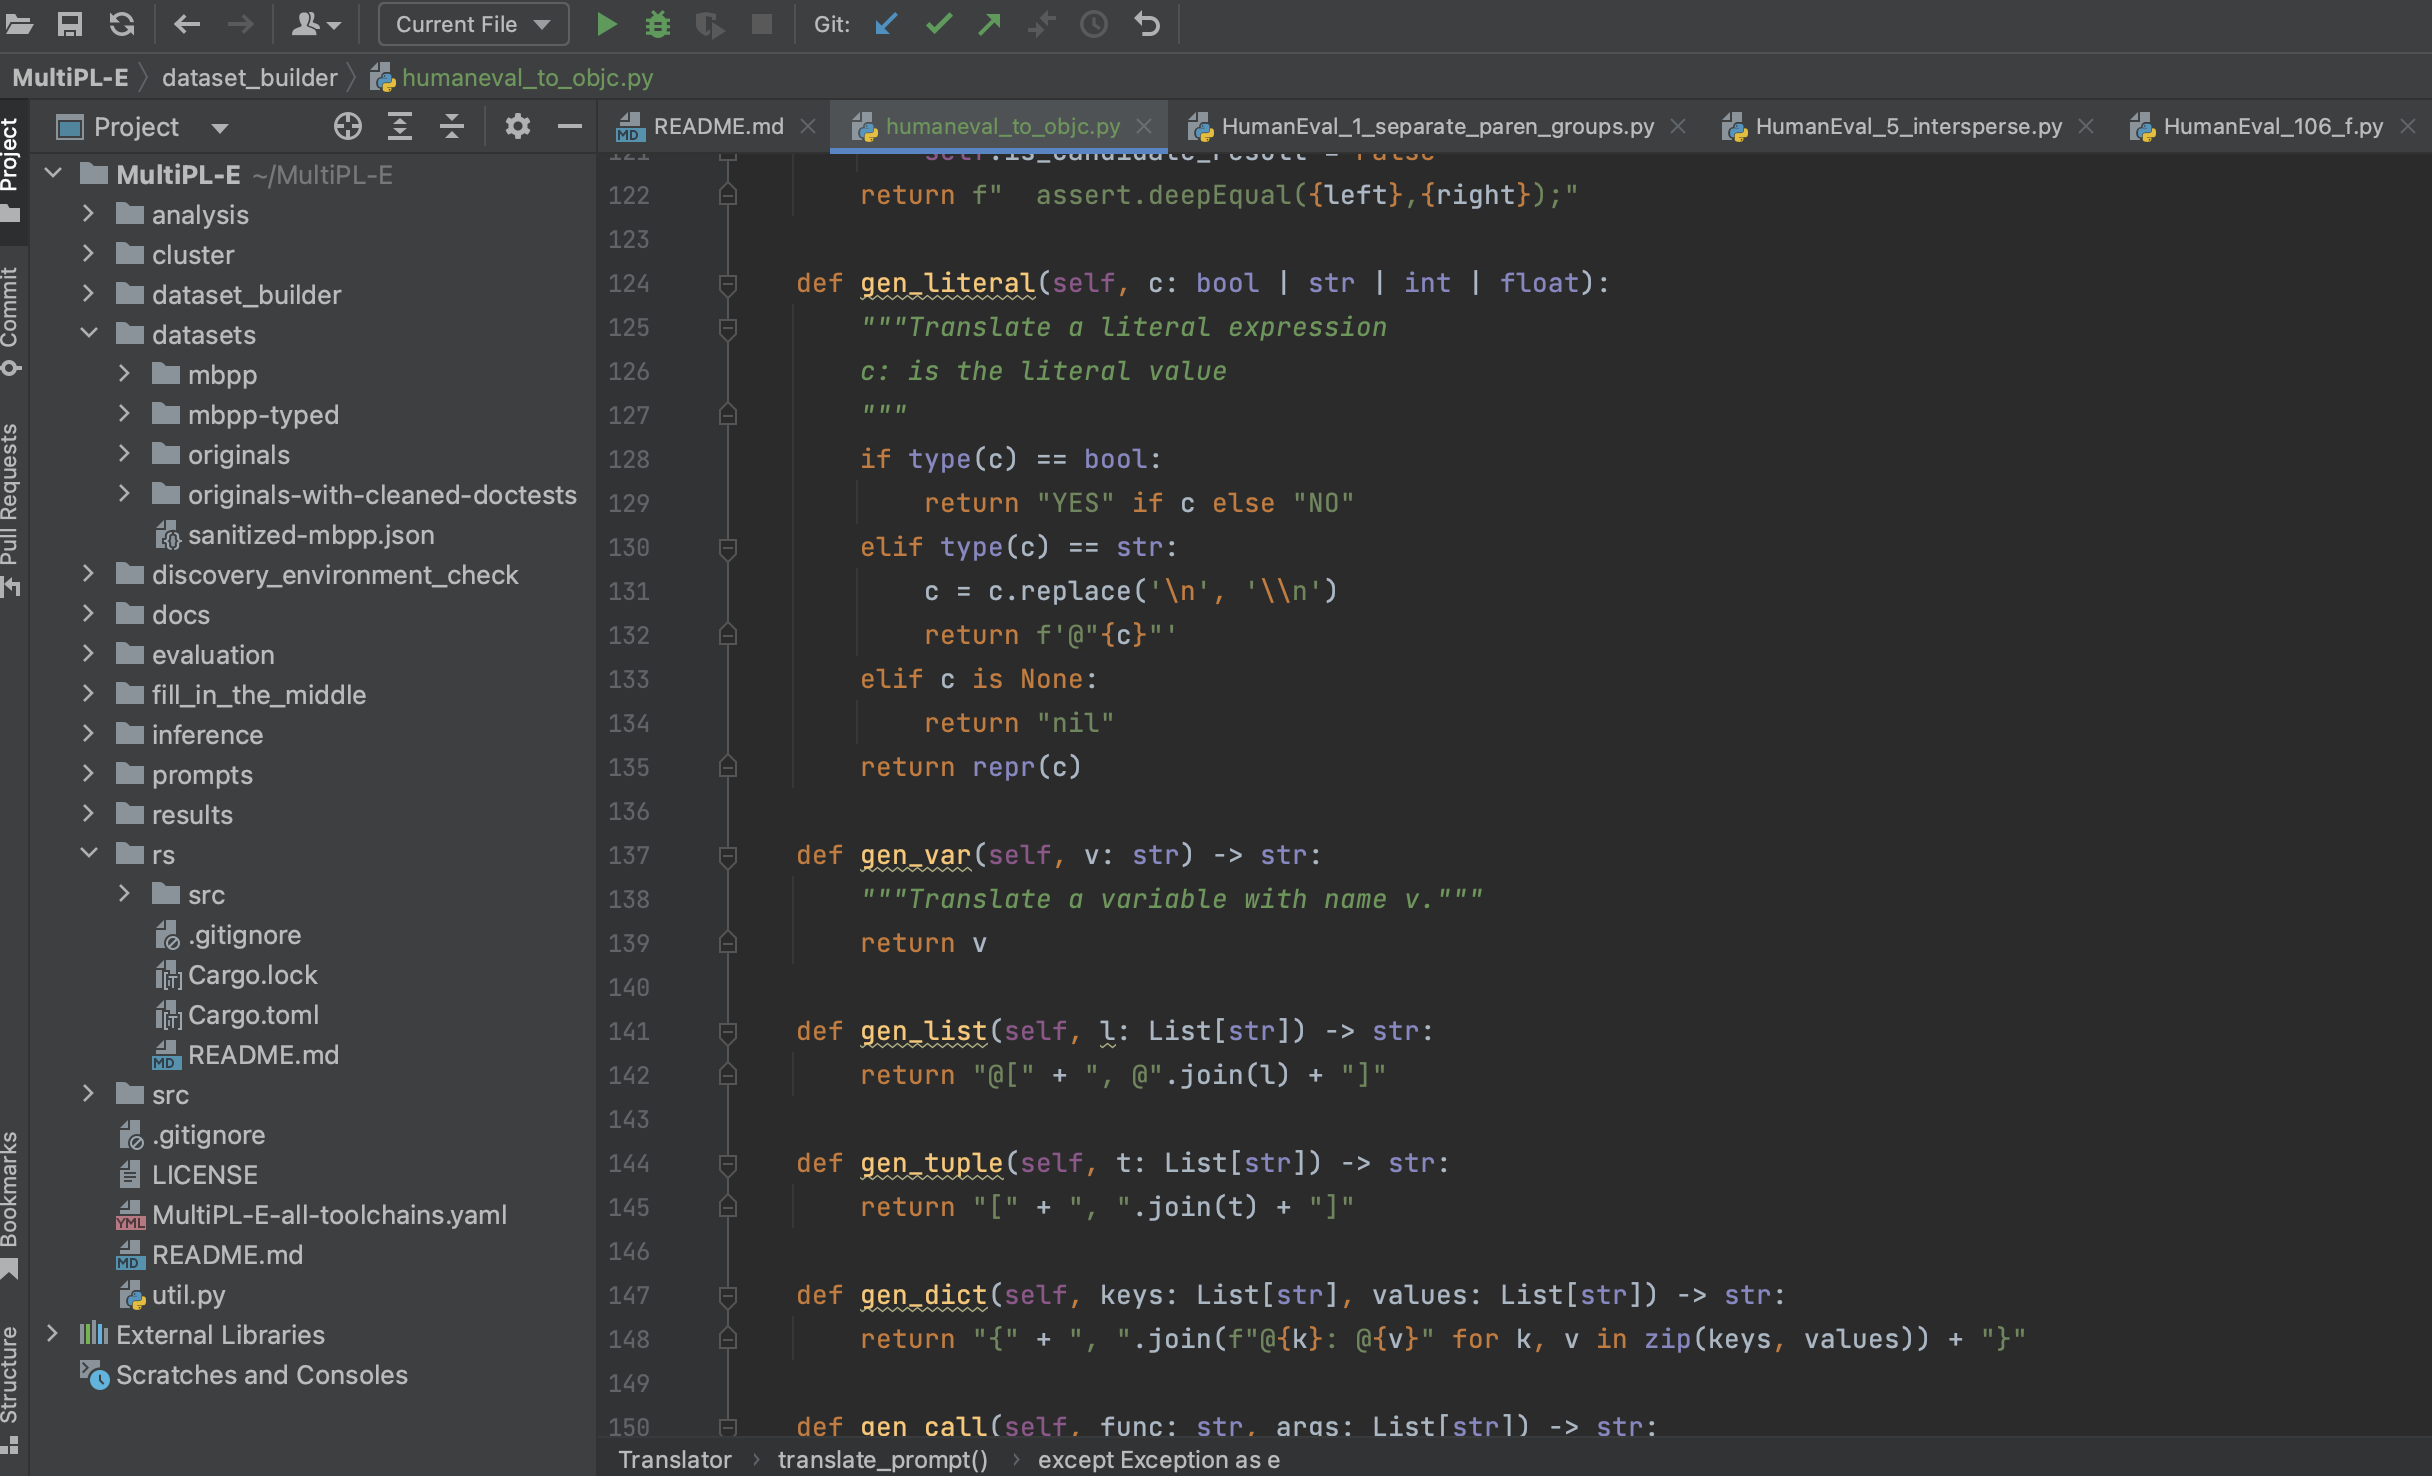 Current File
Git:
MultiPL-E dataset_builder humaneval_to_objc.py
Project
Commit
Pull Requests
Bookmarks
Structure
Project
MultiPL-E ~/MultiPL-E
analysis
cluster
dataset_builder
datasets
mbpp
mbpp-typed
originals
originals-with-cleaned-doctests
sanitized-mbpp.json
discovery_environment_check
docs
evaluation
fill_in_the_middle
inference
prompts
results
rs
src
.gitignore
Cargo.lock
Cargo.toml
README.md
src
.gitignore
LICENSE
MultiPL-E-all-toolchains.yaml
README.md
util.py
External Libraries
Scratches and Consoles
README.md humaneval_to_objc.py HumanEval_1_separate_paren_groups.py HumanEval_5_intersperse.py HumanEval_106_f.py
121 self.is_candidate_result = False
122 return f"  assert.deepEqual({left},{right});"
123
124 def gen_literal(self, c: bool | str | int | float):
125 """Translate a literal expression
126 c: is the literal value
127 """
128 if type(c) == bool:
129 return "YES" if c else "NO"
130 elif type(c) == str:
131 c = c.replace('\n', '\\n')
132 return f'@"{c}"'
133 elif c is None:
134 return "nil"
135 return repr(c)
136
137 def gen_var(self, v: str) -> str:
138 """Translate a variable with name v."""
139 return v
140
141 def gen_list(self, l: List[str]) -> str:
142 return "@[" + ", @".join(l) + "]"
143
144 def gen_tuple(self, t: List[str]) -> str:
145 return "[" + ", ".join(t) + "]"
146
147 def gen_dict(self, keys: List[str], values: List[str]) -> str:
148 return "{" + ", ".join(f"@{k}: @{v}" for k, v in zip(keys, values)) + "}"
149
150 def gen_call(self, func: str, args: List[str]) -> str:
Translator translate_prompt() except Exception as e